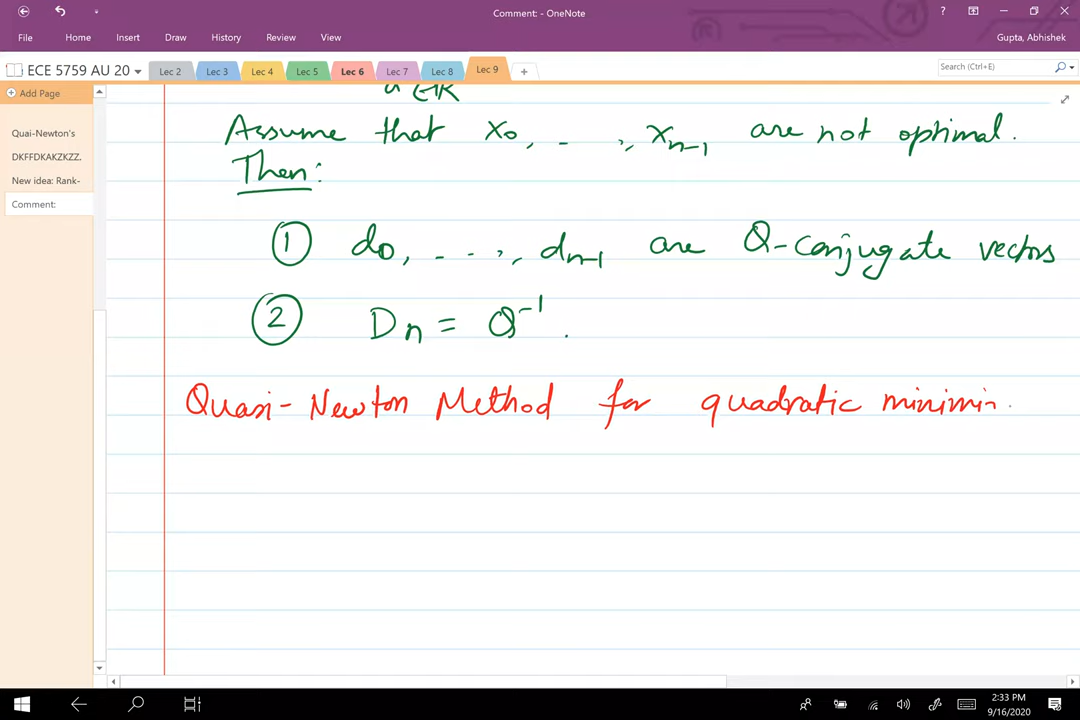 Comment: - OneNote
?
File Home Insert Draw History Review View
Gupta, Abhishek
ECE 5759 AU 20
Lec 2 Lec 3 Lec 4 Lec 5 Lec 6 Lec 7 Lec 8 Lec 9 +
Search (Ctrl+E)
Add Page
Quai-Newton's
DKFFDKAKZKZZ.
New idea: Rank-
Comment:
Assume that x₀, - . ., xₙ₋₁ are not optimal.
Then:
① d₀, - - ., dₙ₋₁ are Q-conjugate vectors
② Dₙ = Q⁻¹.
Quasi-Newton Method for quadratic minimin.
2:33 PM
9/16/2020